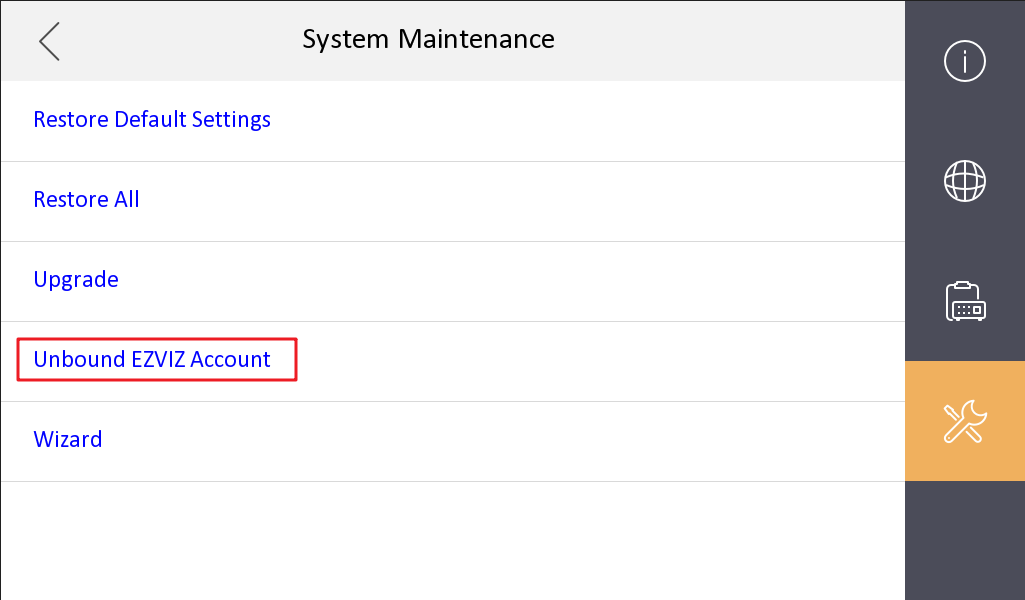 System Maintenance
Restore Default Settings
Restore All
Upgrade
Unbound EZVIZ Account
Wizard